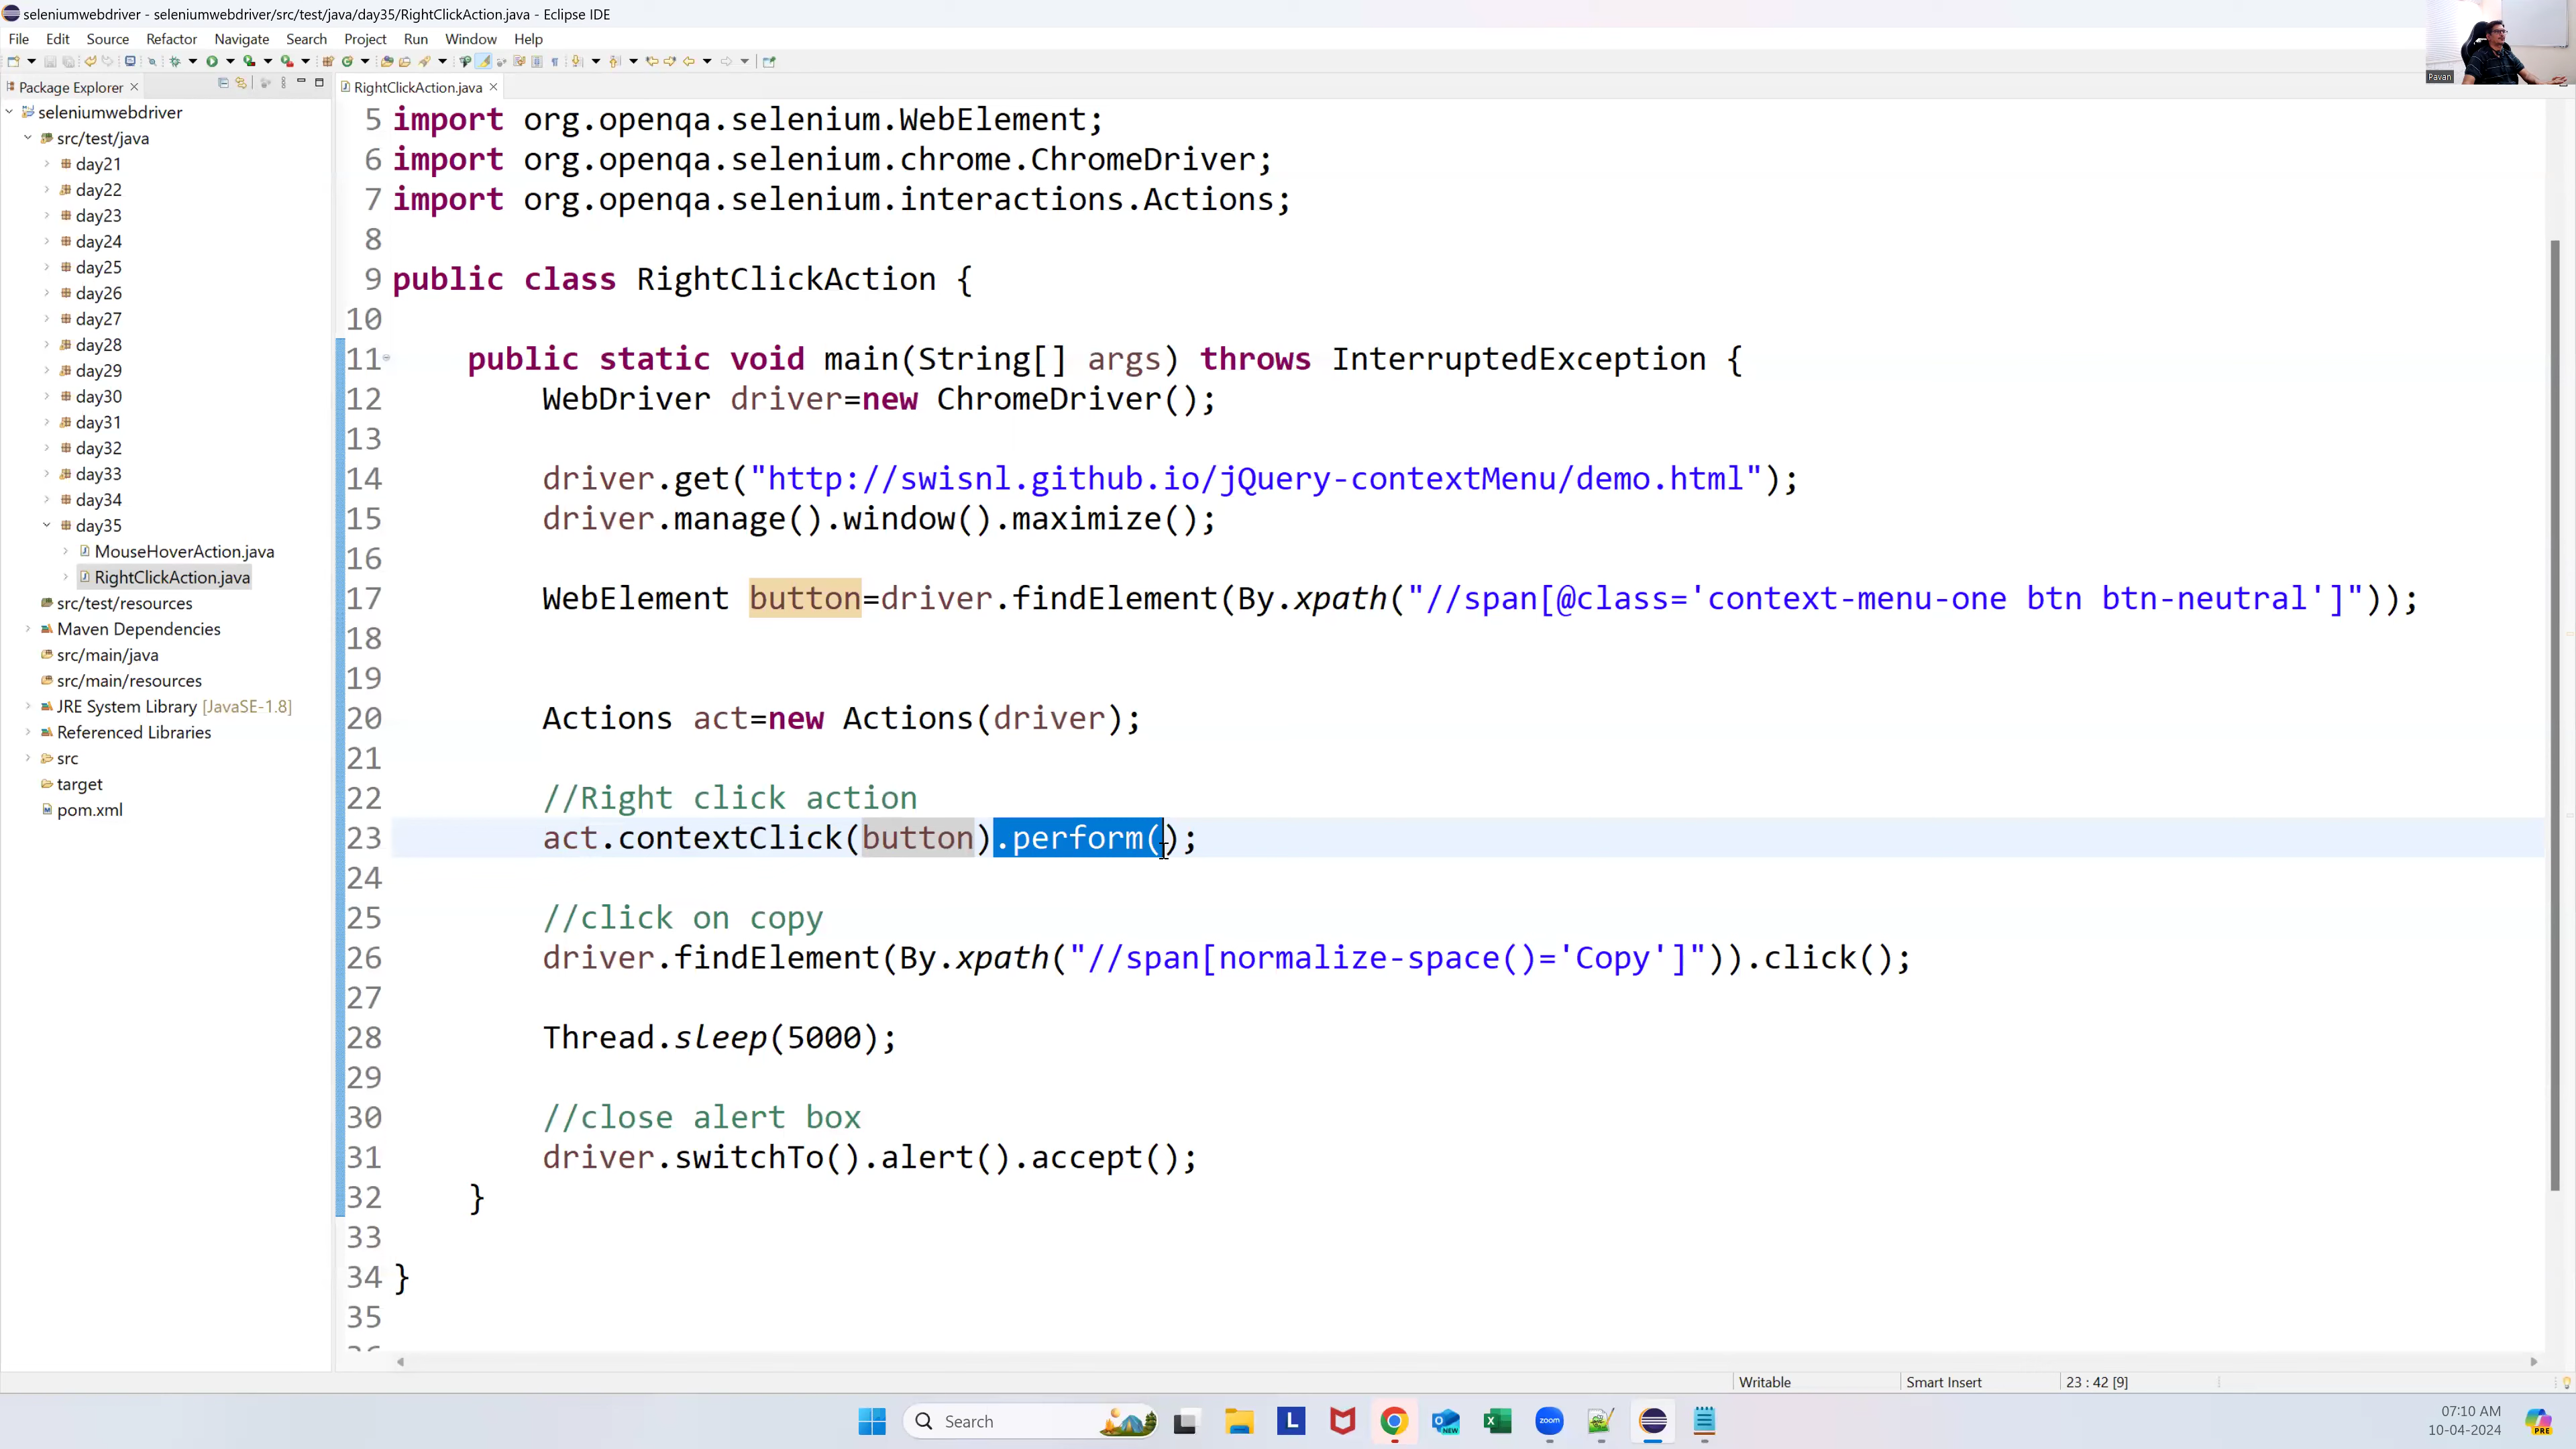 seleniumwebdriver - seleniumwebdriver/src/test/java/day35/RightClickAction.java - Eclipse IDE
File Edit Source Refactor Navigate Search Project Run Window Help
Pavan
Package Explorer
RightClickAction.java
seleniumwebdriver
src/test/java
day21
day22
day23
day24
day25
day26
day27
day28
day29
day30
day31
day32
day33
day34
day35
MouseHoverAction.java
RightClickAction.java
src/test/resources
Maven Dependencies
src/main/java
src/main/resources
JRE System Library [JavaSE-1.8]
Referenced Libraries
src
target
pom.xml
5 import org.openqa.selenium.WebElement;
6 import org.openqa.selenium.chrome.ChromeDriver;
7 import org.openqa.selenium.interactions.Actions;
8
9 public class RightClickAction {
10
11 public static void main(String[] args) throws InterruptedException {
12 WebDriver driver=new ChromeDriver();
13
14 driver.get("http://swisnl.github.io/jQuery-contextMenu/demo.html");
15 driver.manage().window().maximize();
16
17 WebElement button=driver.findElement(By.xpath("//span[@class='context-menu-one btn btn-neutral']"));
18
19
20 Actions act=new Actions(driver);
21
22 //Right click action
23 act.contextClick(button).perform();
24
25 //click on copy
26 driver.findElement(By.xpath("//span[normalize-space()='Copy']")).click();
27
28 Thread.sleep(5000);
29
30 //close alert box
31 driver.switchTo().alert().accept();
32 }
33
34 }
35
Writable Smart Insert 23 : 42 [9]
Search
L
zoom
07:10 AM
10-04-2024
PRE